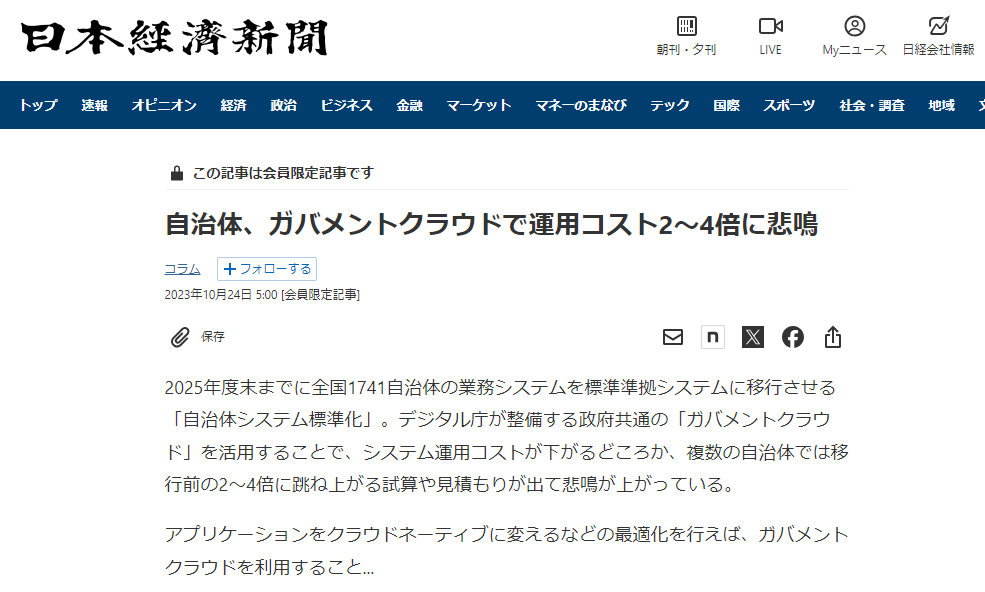 日本経済新聞
朝刊・夕刊
LIVE
Myニュース
日経会社情報
トップ 速報 オピニオン 経済 政治 ビジネス 金融 マーケット マネーのまなび テック 国際 スポーツ 社会・調査 地域
この記事は会員限定記事です
自治体、ガバメントクラウドで運用コスト2〜4倍に悲鳴
コラム
+フォローする
2023年10月24日 5:00 [会員限定記事]
保存
2025年度末までに全国1741自治体の業務システムを標準準拠システムに移行させる
「自治体システム標準化」。デジタル庁が整備する政府共通の「ガバメントクラウ
ド」を活用することで、システム運用コストが下がるどころか、複数の自治体では移
行前の2〜4倍に跳ね上がる試算や見積もりが出て悲鳴が上がっている。
アプリケーションをクラウドネーティブに変えるなどの最適化を行えば、ガバメント
クラウドを利用すること...